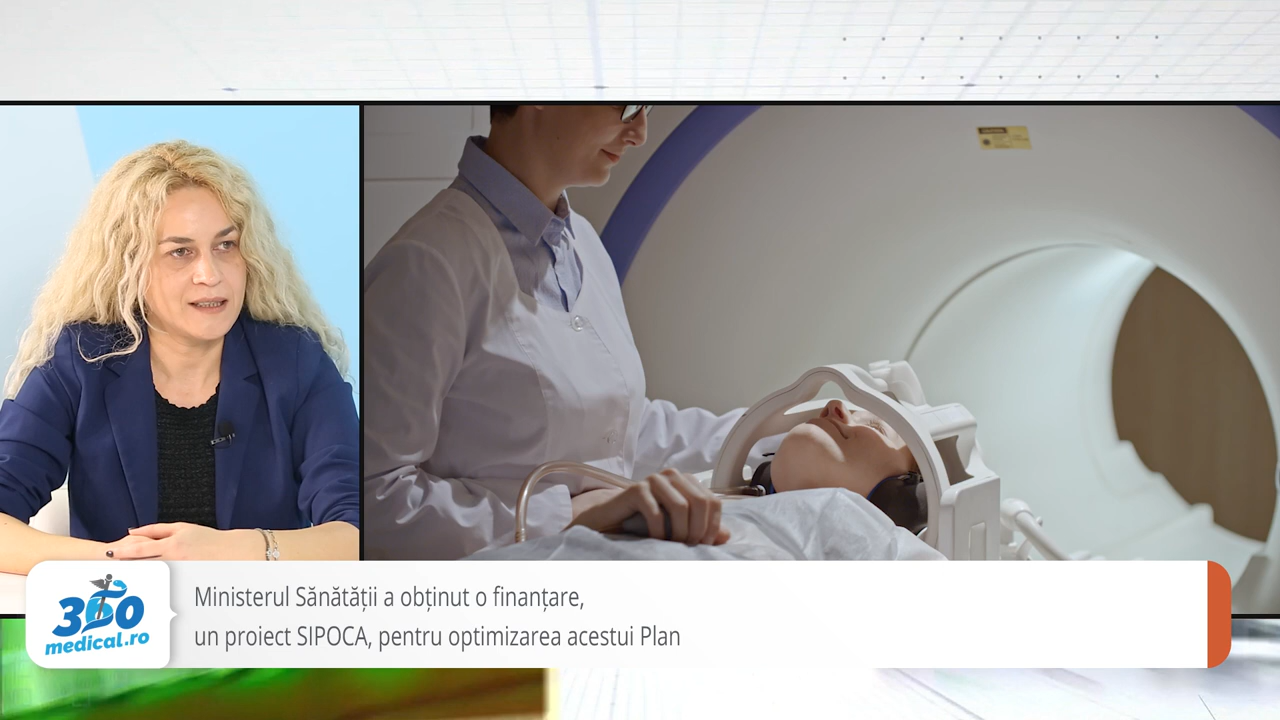 Ministerul Sănătății a obținut o finanțare,
un proiect SIPOCA, pentru optimizarea acestui Plan
360
medical.ro